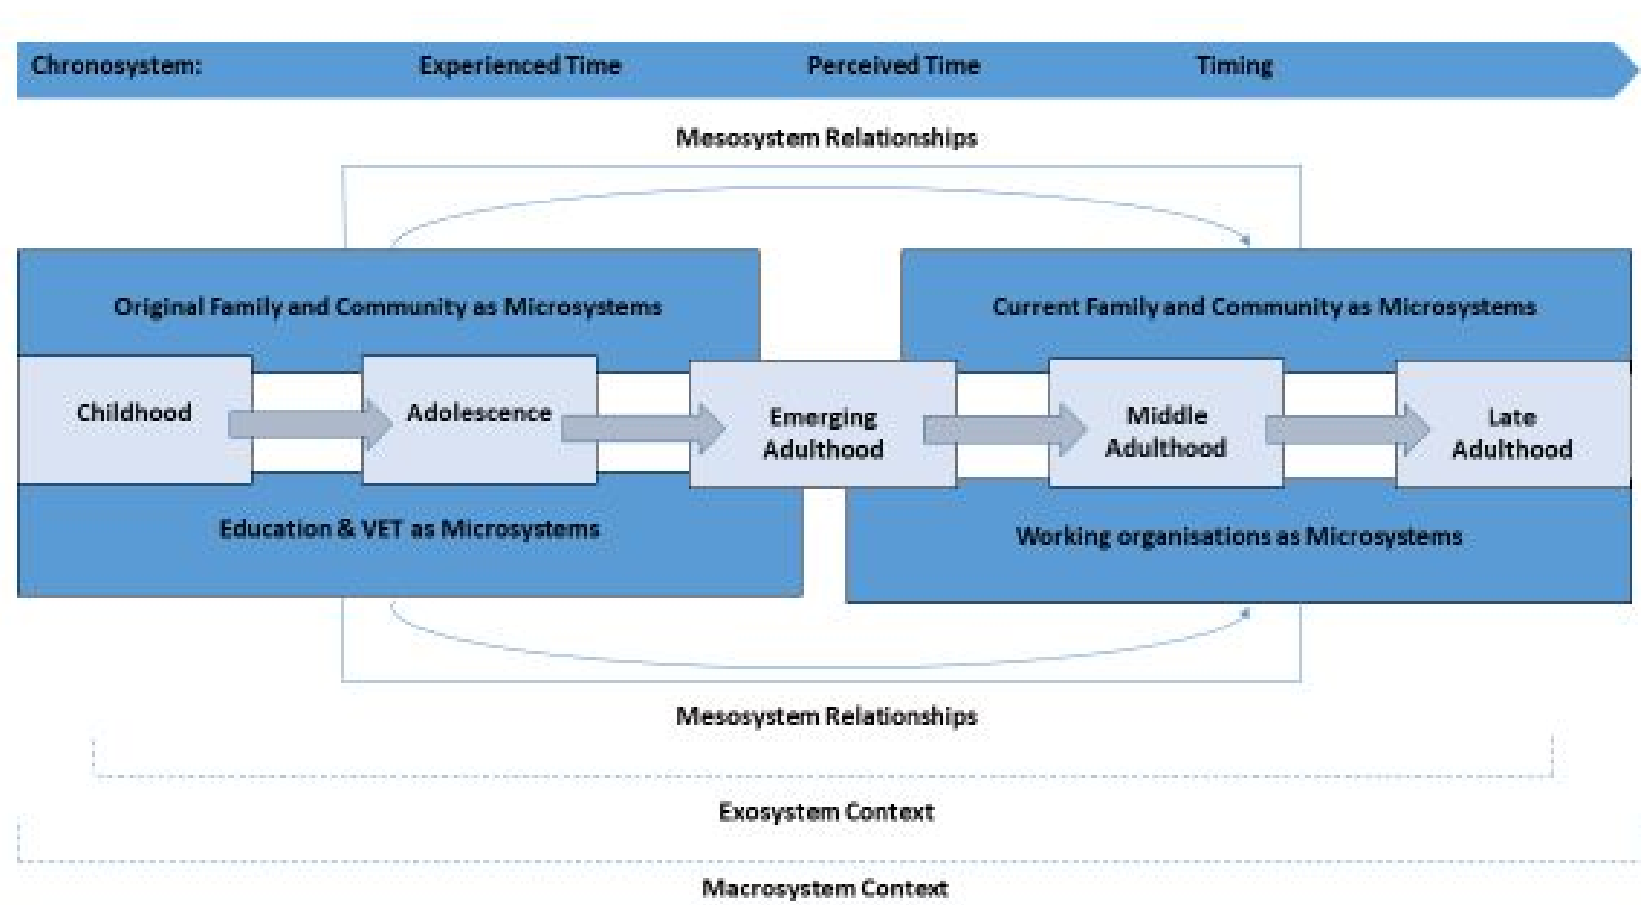 Chronosystem: Experienced Time Perceived Time Timing
Mesosystem Relationships
Original Family and Community as Microsystems
Current Family and Community as Microsystems
Childhood
Adolescence
Emerging
Adulthood
Middle
Adulthood
Late
Adulthood
Education & VET as Microsystems
Working organisations as Microsystems
Mesosystem Relationships
Exosystem Context
Macrosystem Context